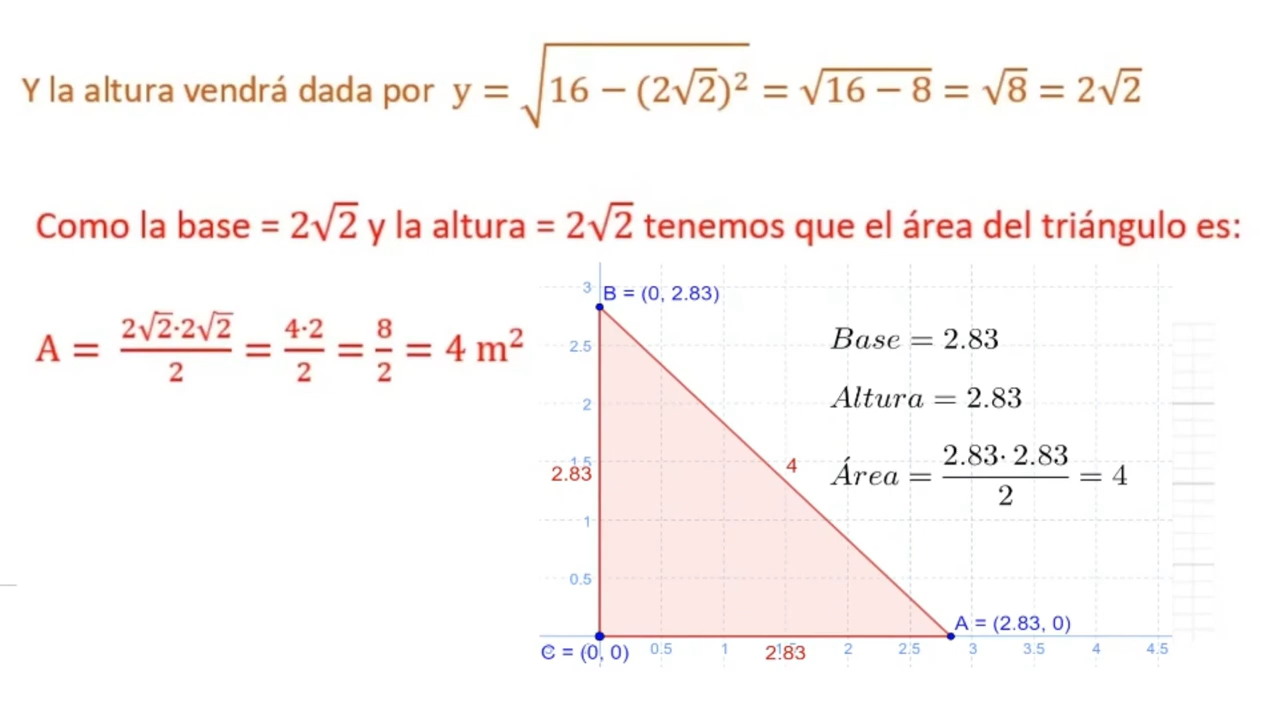 Y la altura vendrá dada por y = √(16 − (2√2)²) = √(16 − 8) = √8 = 2√2
Como la base = 2√2 y la altura = 2√2 tenemos que el área del triángulo es:
A = (2√2·2√2)/2 = (4·2)/2 = 8/2 = 4 m²
3
B = (0, 2.83)
Base = 2.83
2.5
Altura = 2.83
2
1.5
4
2.83
Área = (2.83· 2.83)/2 = 4
1
0.5
A = (2.83, 0)
C = (0, 0)
0.5 1 1.5 2 2.5 3 3.5 4 4.5
2.83